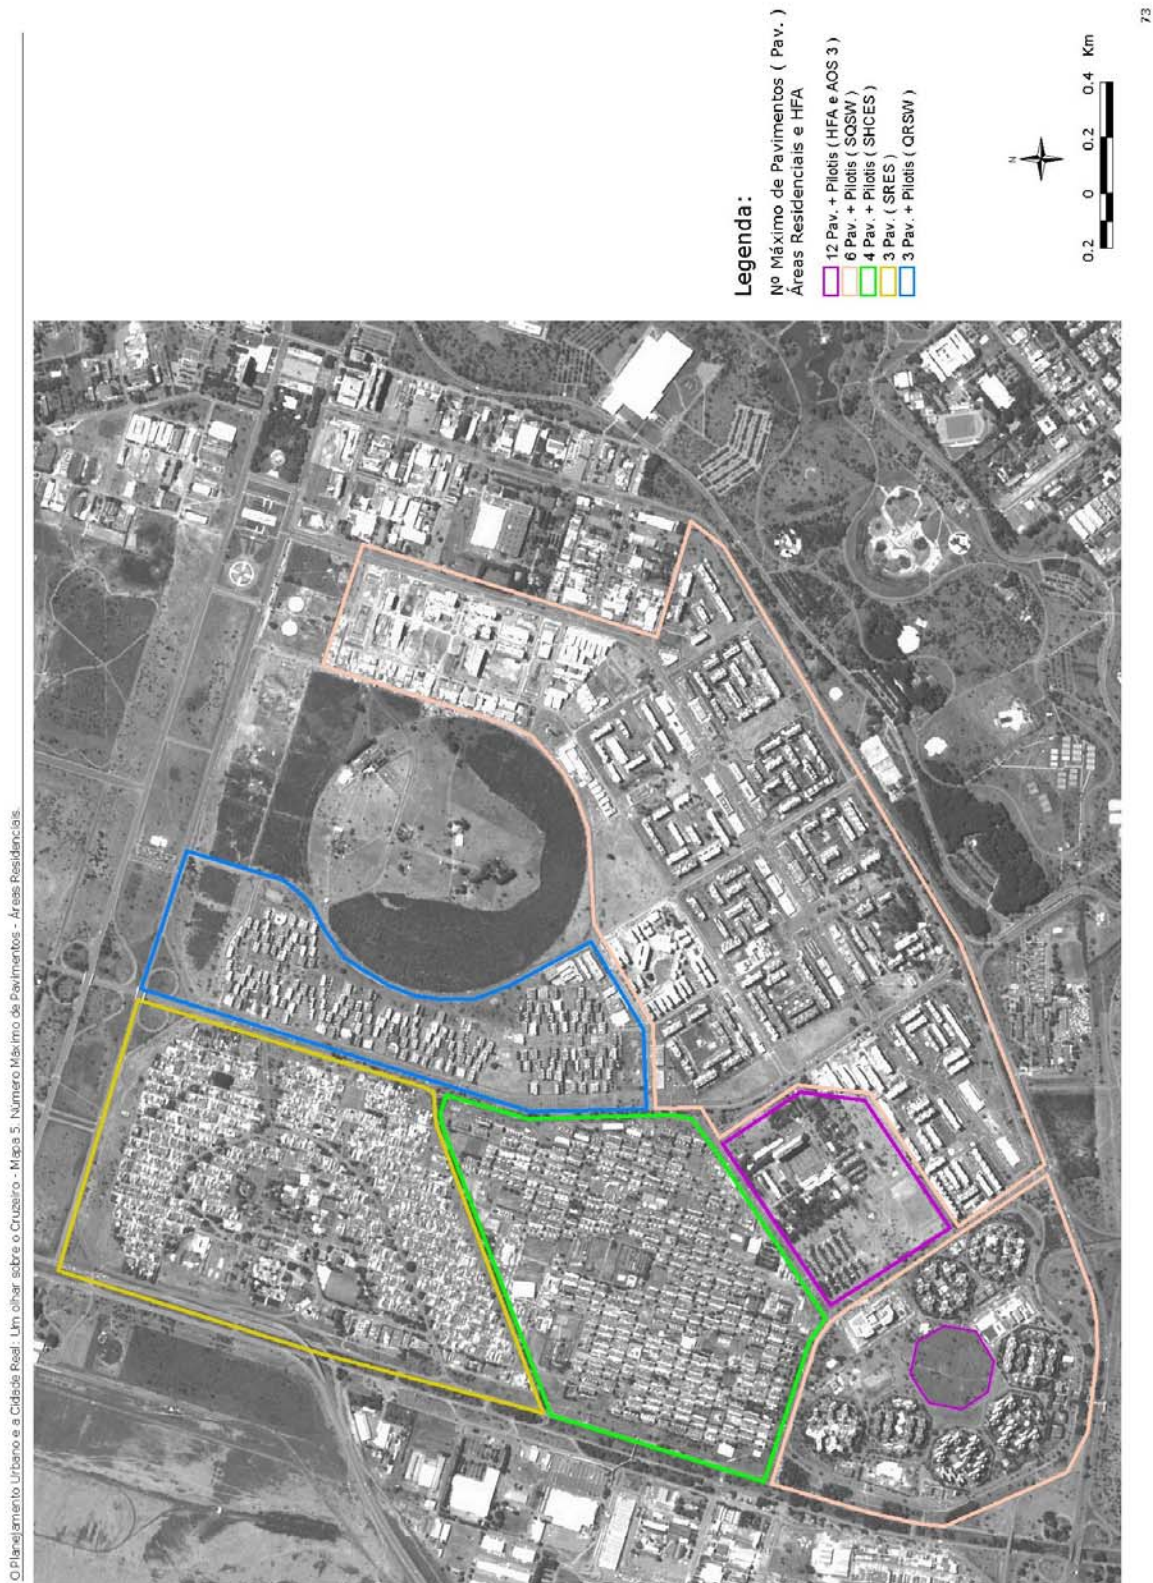 O Planejamento Urbano e a Cidade Real: Um olhar sobre o Cruzeiro - Mapa 5. Número Máximo de Pavimentos - Áreas Residenciais.
Legenda:
Nº Máximo de Pavimentos ( Pav. )
Áreas Residenciais e HFA
12 Pav. + Pilotis ( HFA e AOS 3 )
6 Pav. + Pilotis ( SQSW )
4 Pav. + Pilotis ( SHCES )
3 Pav. ( SRES )
3 Pav. + Pilotis ( QRSW )
N
0.2 0 0.2 0.4 Km
73